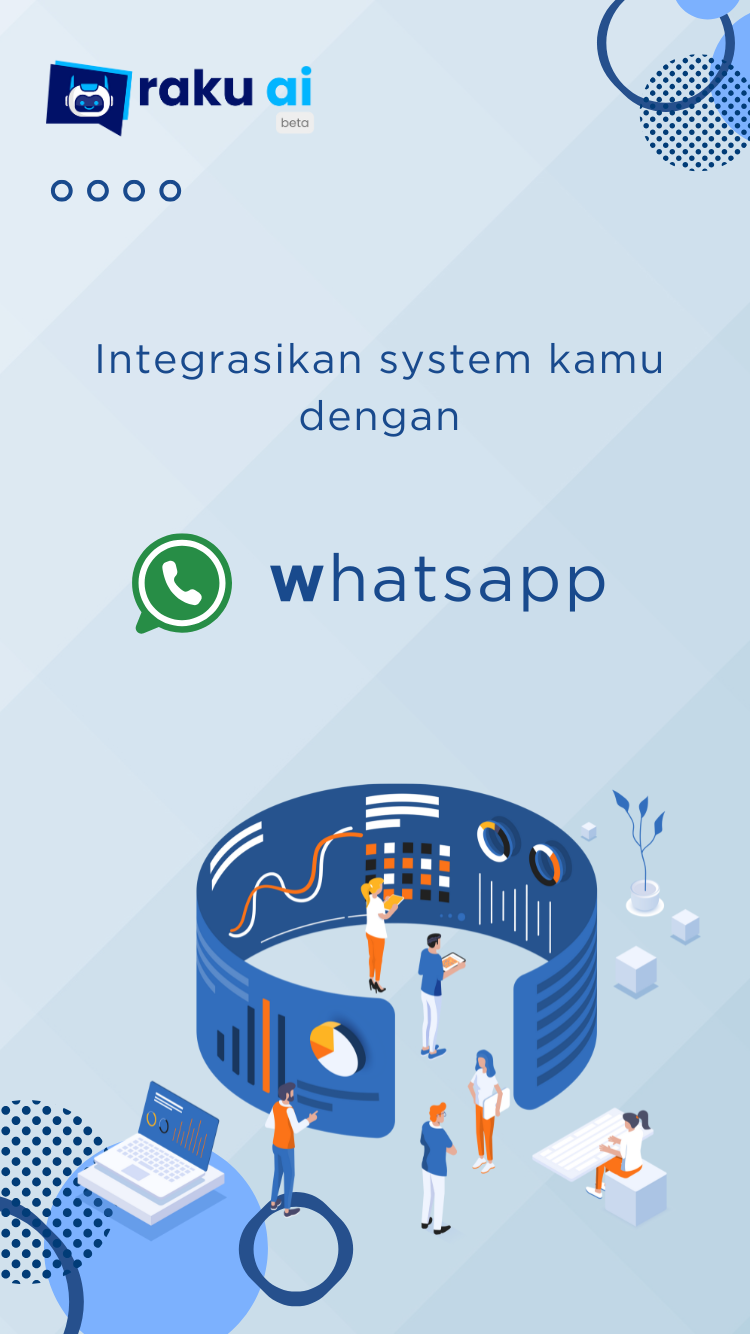 raku ai
beta
Integrasikan system kamu
dengan
whatsapp